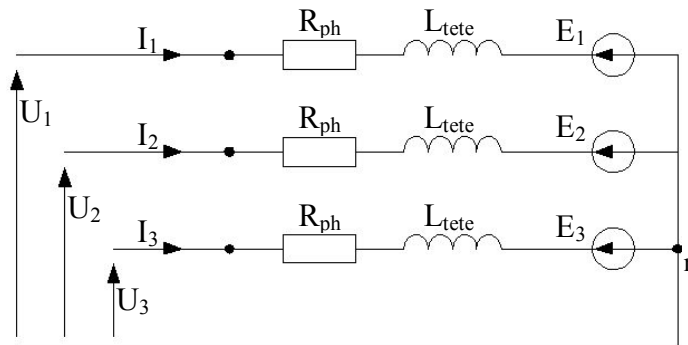 I1 Rph Ltete E1
U1
I2 Rph Ltete E2
U2
I3 Rph Ltete E3
U3